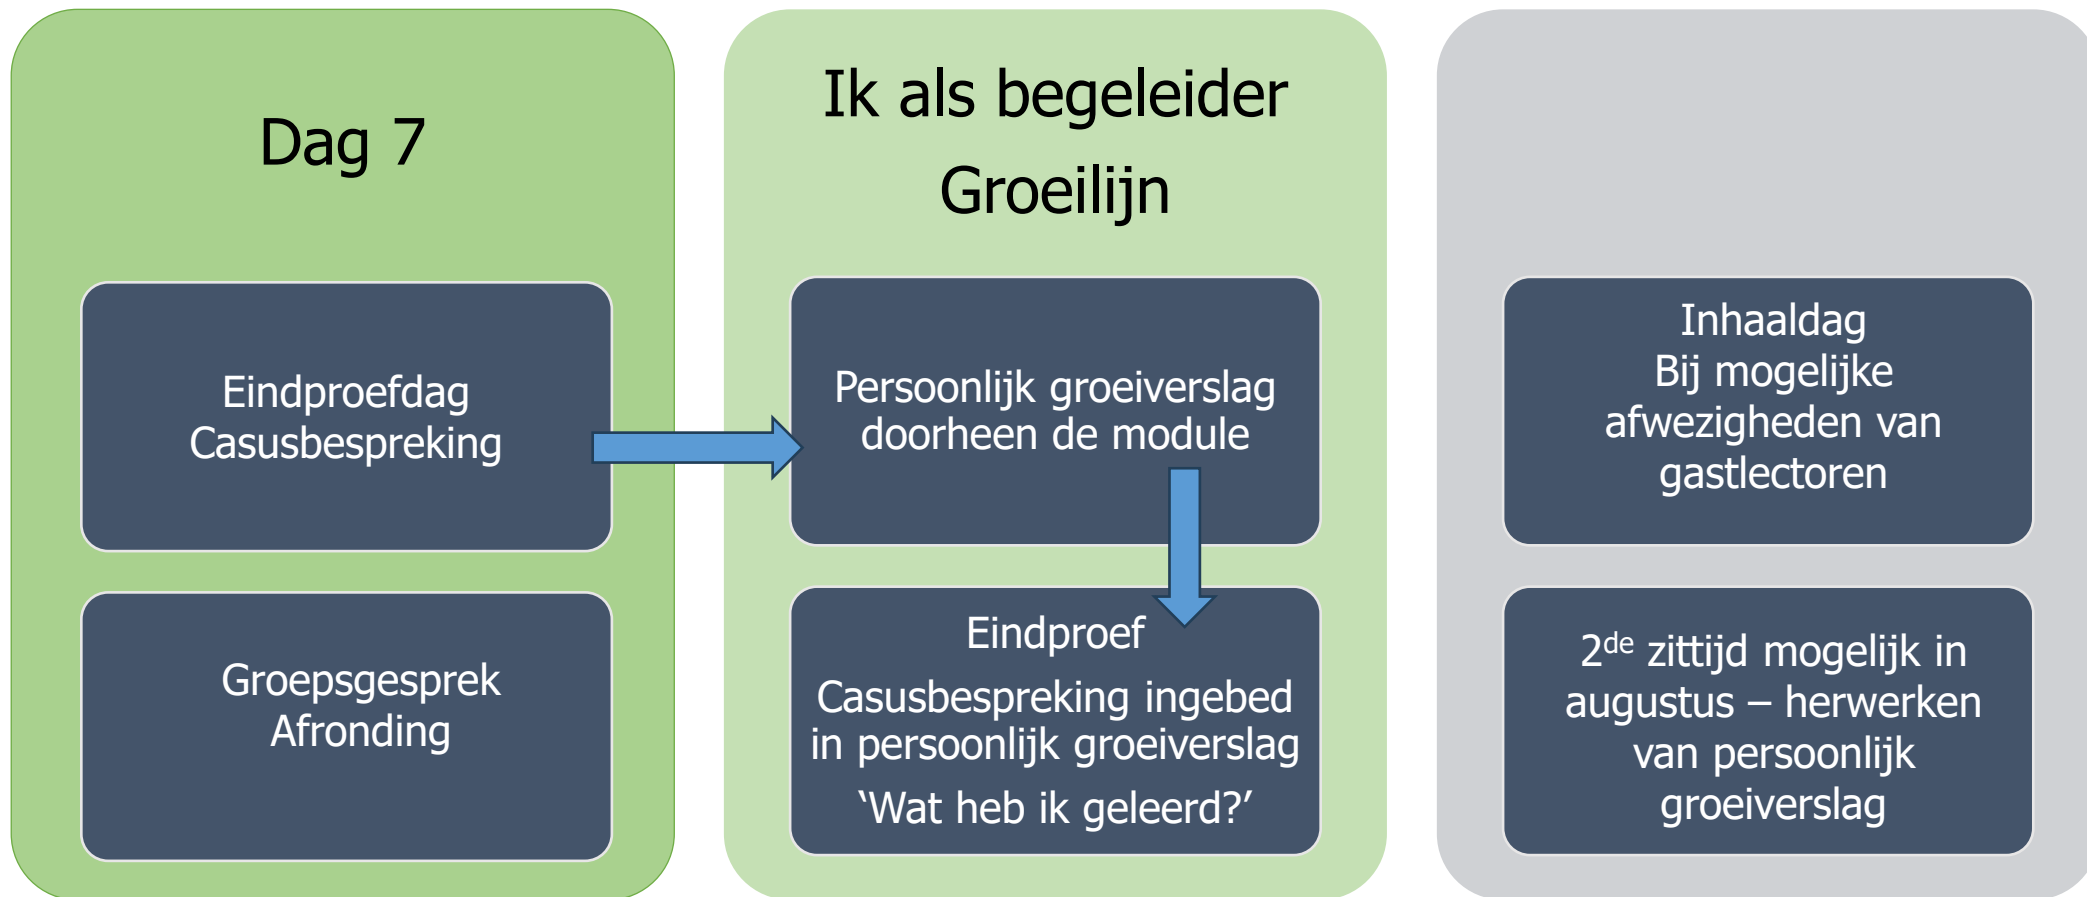 Dag 7
Eindproefdag
Casusbespreking
Groepsgesprek
Afronding
Ik als begeleider
Groeilijn
Persoonlijk groeiverslag
doorheen de module
Eindproef
Casusbespreking ingebed
in persoonlijk groeiverslag
‘Wat heb ik geleerd?’
Inhaaldag
Bij mogelijke
afwezigheden van
gastlectoren
2de zittijd mogelijk in
augustus – herwerken
van persoonlijk
groeiverslag